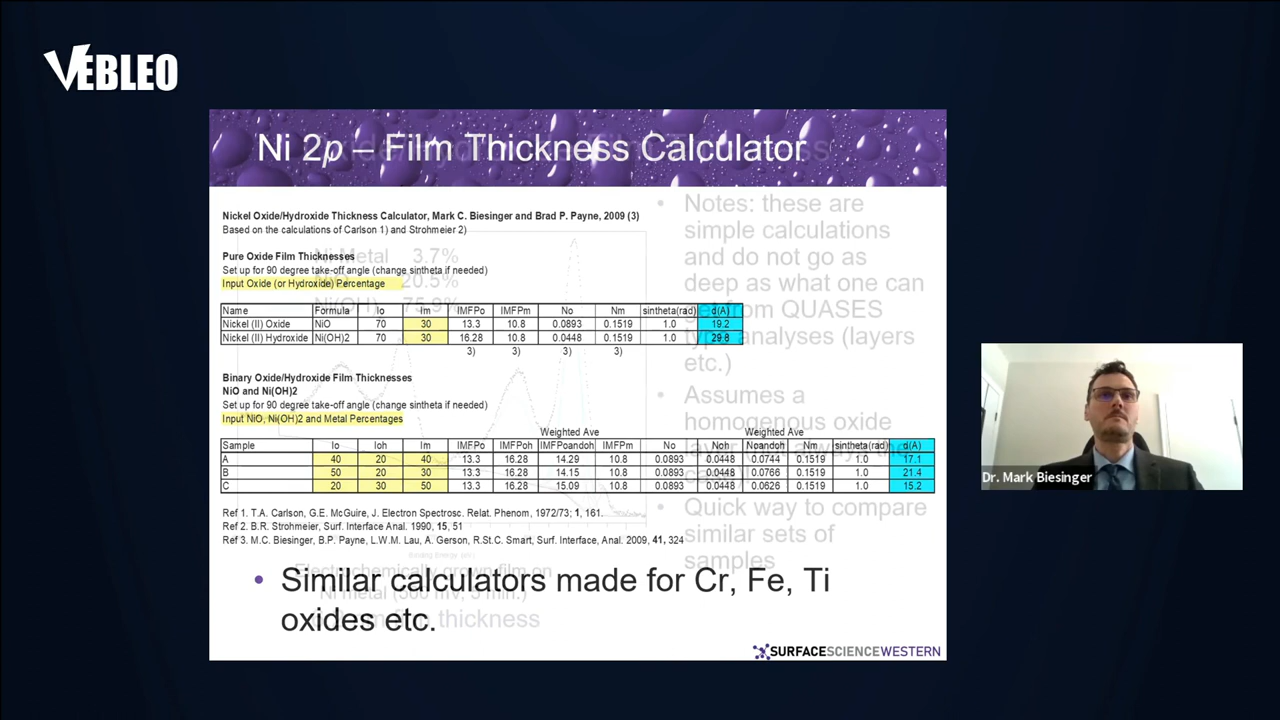 VEBLEO
Ni 2p – Film Thickness Calculator
Nickel Oxide/Hydroxide Thickness Calculator, Mark C. Biesinger and Brad P. Payne, 2009 (3)
Based on the calculations of Carlson 1) and Strohmeier 2)
Pure Oxide Film Thicknesses
Set up for 90 degree take-off angle (change sintheta if needed)
Input Oxide (or Hydroxide) Percentage
Name Formula Io Im IMFPo IMFPm No Nm sintheta(rad) d(A)
Nickel (II) Oxide NiO 70 30 13.3 10.8 0.0893 0.1519 1.0 19.2
Nickel (II) Hydroxide Ni(OH)2 70 30 16.28 10.8 0.0448 0.1519 1.0 29.8
3) 3) 3) 3)
Binary Oxide/Hydroxide Film Thicknesses
NiO and Ni(OH)2
Set up for 90 degree take-off angle (change sintheta if needed)
Input NiO, Ni(OH)2 and Metal Percentages
Weighted Ave Weighted Ave
Sample Io Ioh Im IMFPo IMFPoh IMFPoandoh IMFPm No Noh Noandoh Nm sintheta(rad) d(A)
A 40 20 40 13.3 16.28 14.29 10.8 0.0893 0.0448 0.0744 0.1519 1.0 17.1
B 50 20 30 13.3 16.28 14.15 10.8 0.0893 0.0448 0.0766 0.1519 1.0 21.4
C 20 30 50 13.3 16.28 15.09 10.8 0.0893 0.0448 0.0626 0.1519 1.0 15.2
Ref 1. T.A. Carlson, G.E. McGuire, J. Electron Spectrosc. Relat. Phenom, 1972/73; 1, 161.
Ref 2. B.R. Strohmeier, Surf. Interface Anal. 1990, 15, 51
Ref 3. M.C. Biesinger, B.P. Payne, L.W.M. Lau, A. Gerson, R.St.C. Smart, Surf. Interface, Anal. 2009, 41, 324
• Similar calculators made for Cr, Fe, Ti
oxides etc.
Ni Metal 3.7%
20.5%
• Notes: these are
simple calculations
and do not go as
deep as what one can
from QUASES
analyses (layers
etc.)
• Assumes a
homogenous oxide
• Quick way to compare
similar sets of
samples
Electrochemically grown film on
Ni metal
thickness
SURFACESCIENCEWESTERN
Dr. Mark Biesinger